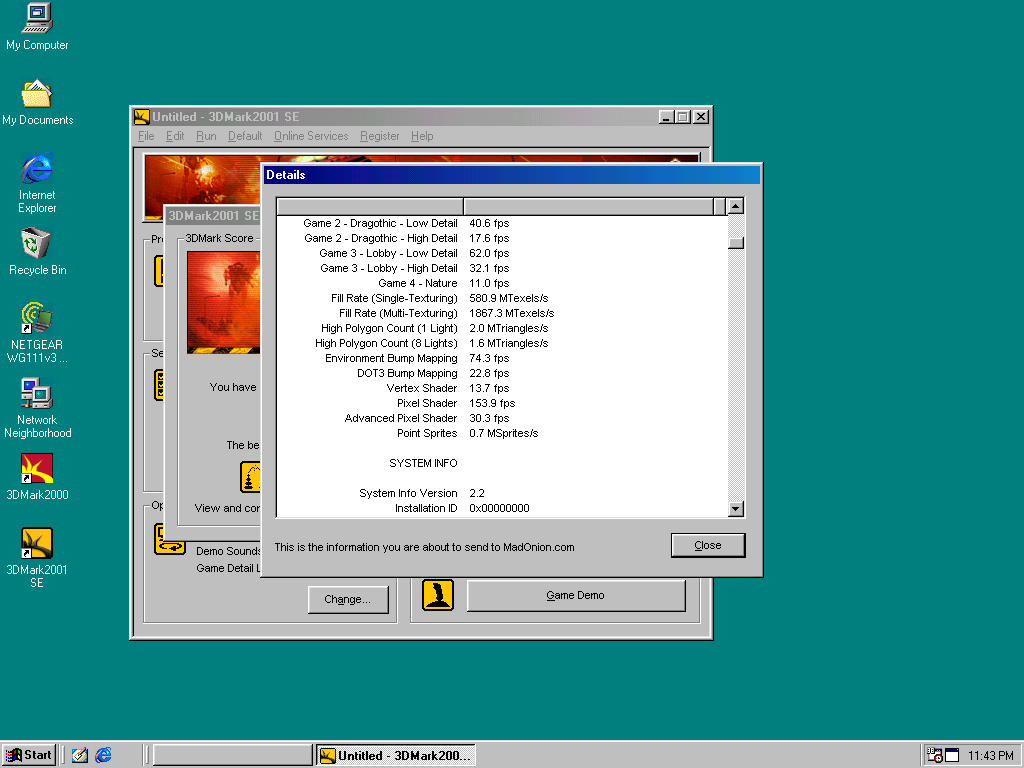 My Computer
My Documents
Internet
Explorer
Recycle Bin
NETGEAR
WG111v3 ...
Network
Neighborhood
3DMark2000
3DMark2001
SE
Untitled - 3DMark2001 SE
File Edit Run Default Online Services Register Help
Details
3DMark2001 SE
Pr
3DMark Score
Se
You have
The be
View and cor
Op
Game 2 - Dragothic - Low Detail 40.6 fps
Game 2 - Dragothic - High Detail 17.6 fps
Game 3 - Lobby - Low Detail 62.0 fps
Game 3 - Lobby - High Detail 32.1 fps
Game 4 - Nature 11.0 fps
Fill Rate (Single-Texturing) 580.9 MTexels/s
Fill Rate (Multi-Texturing) 1867.3 MTexels/s
High Polygon Count (1 Light) 2.0 MTriangles/s
High Polygon Count (8 Lights) 1.6 MTriangles/s
Environment Bump Mapping 74.3 fps
DOT3 Bump Mapping 22.8 fps
Vertex Shader 13.7 fps
Pixel Shader 153.9 fps
Advanced Pixel Shader 30.3 fps
Point Sprites 0.7 MSprites/s
SYSTEM INFO
System Info Version 2.2
Installation ID 0x00000000
This is the information you are about to send to MadOnion.com
Close
Demo Sounds
Game Detail L
Change...
Game Demo
Start
Untitled - 3DMark200...
11:43 PM